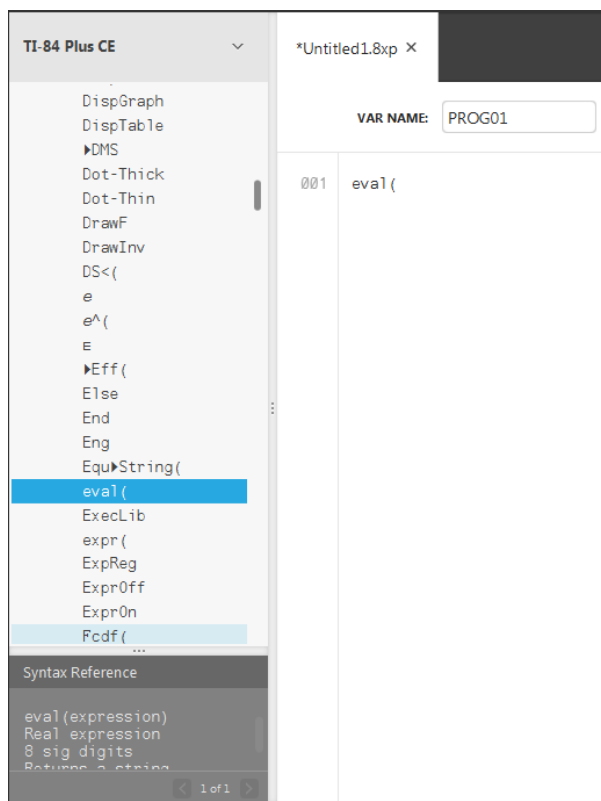 TI-84 Plus CE
*Untitled1.8xp ×
VAR NAME: PROG01
DispGraph
DispTable
▶DMS
Dot-Thick
Dot-Thin
DrawF
DrawInv
DS<(
e
e^(
ᴇ
▶Eff(
Else
End
Eng
Equ▶String(
eval(
ExecLib
expr(
ExpReg
ExprOff
ExprOn
Fcdf(
001 eval(
Syntax Reference
eval(expression)
Real expression
8 sig digits
Returns a string
< 1 of 1 >